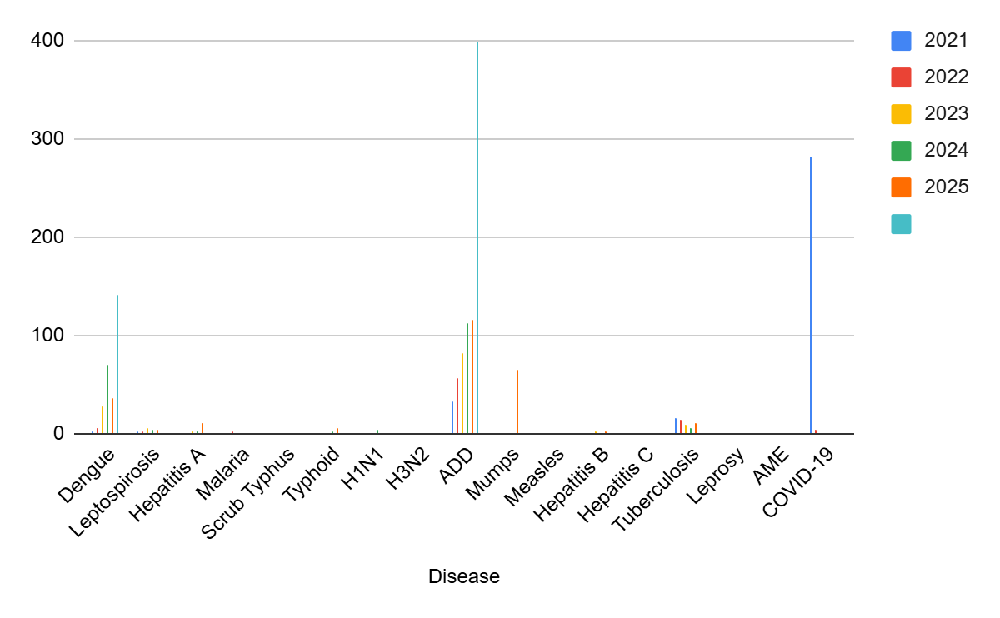 400
300
200
100
0
Dengue
Leptospirosis
Hepatitis A
Malaria
Scrub Typhus
Typhoid
H1N1
H3N2
ADD
Mumps
Measles
Hepatitis B
Hepatitis C
Tuberculosis
Leprosy
AME
COVID-19
Disease
2021
2022
2023
2024
2025